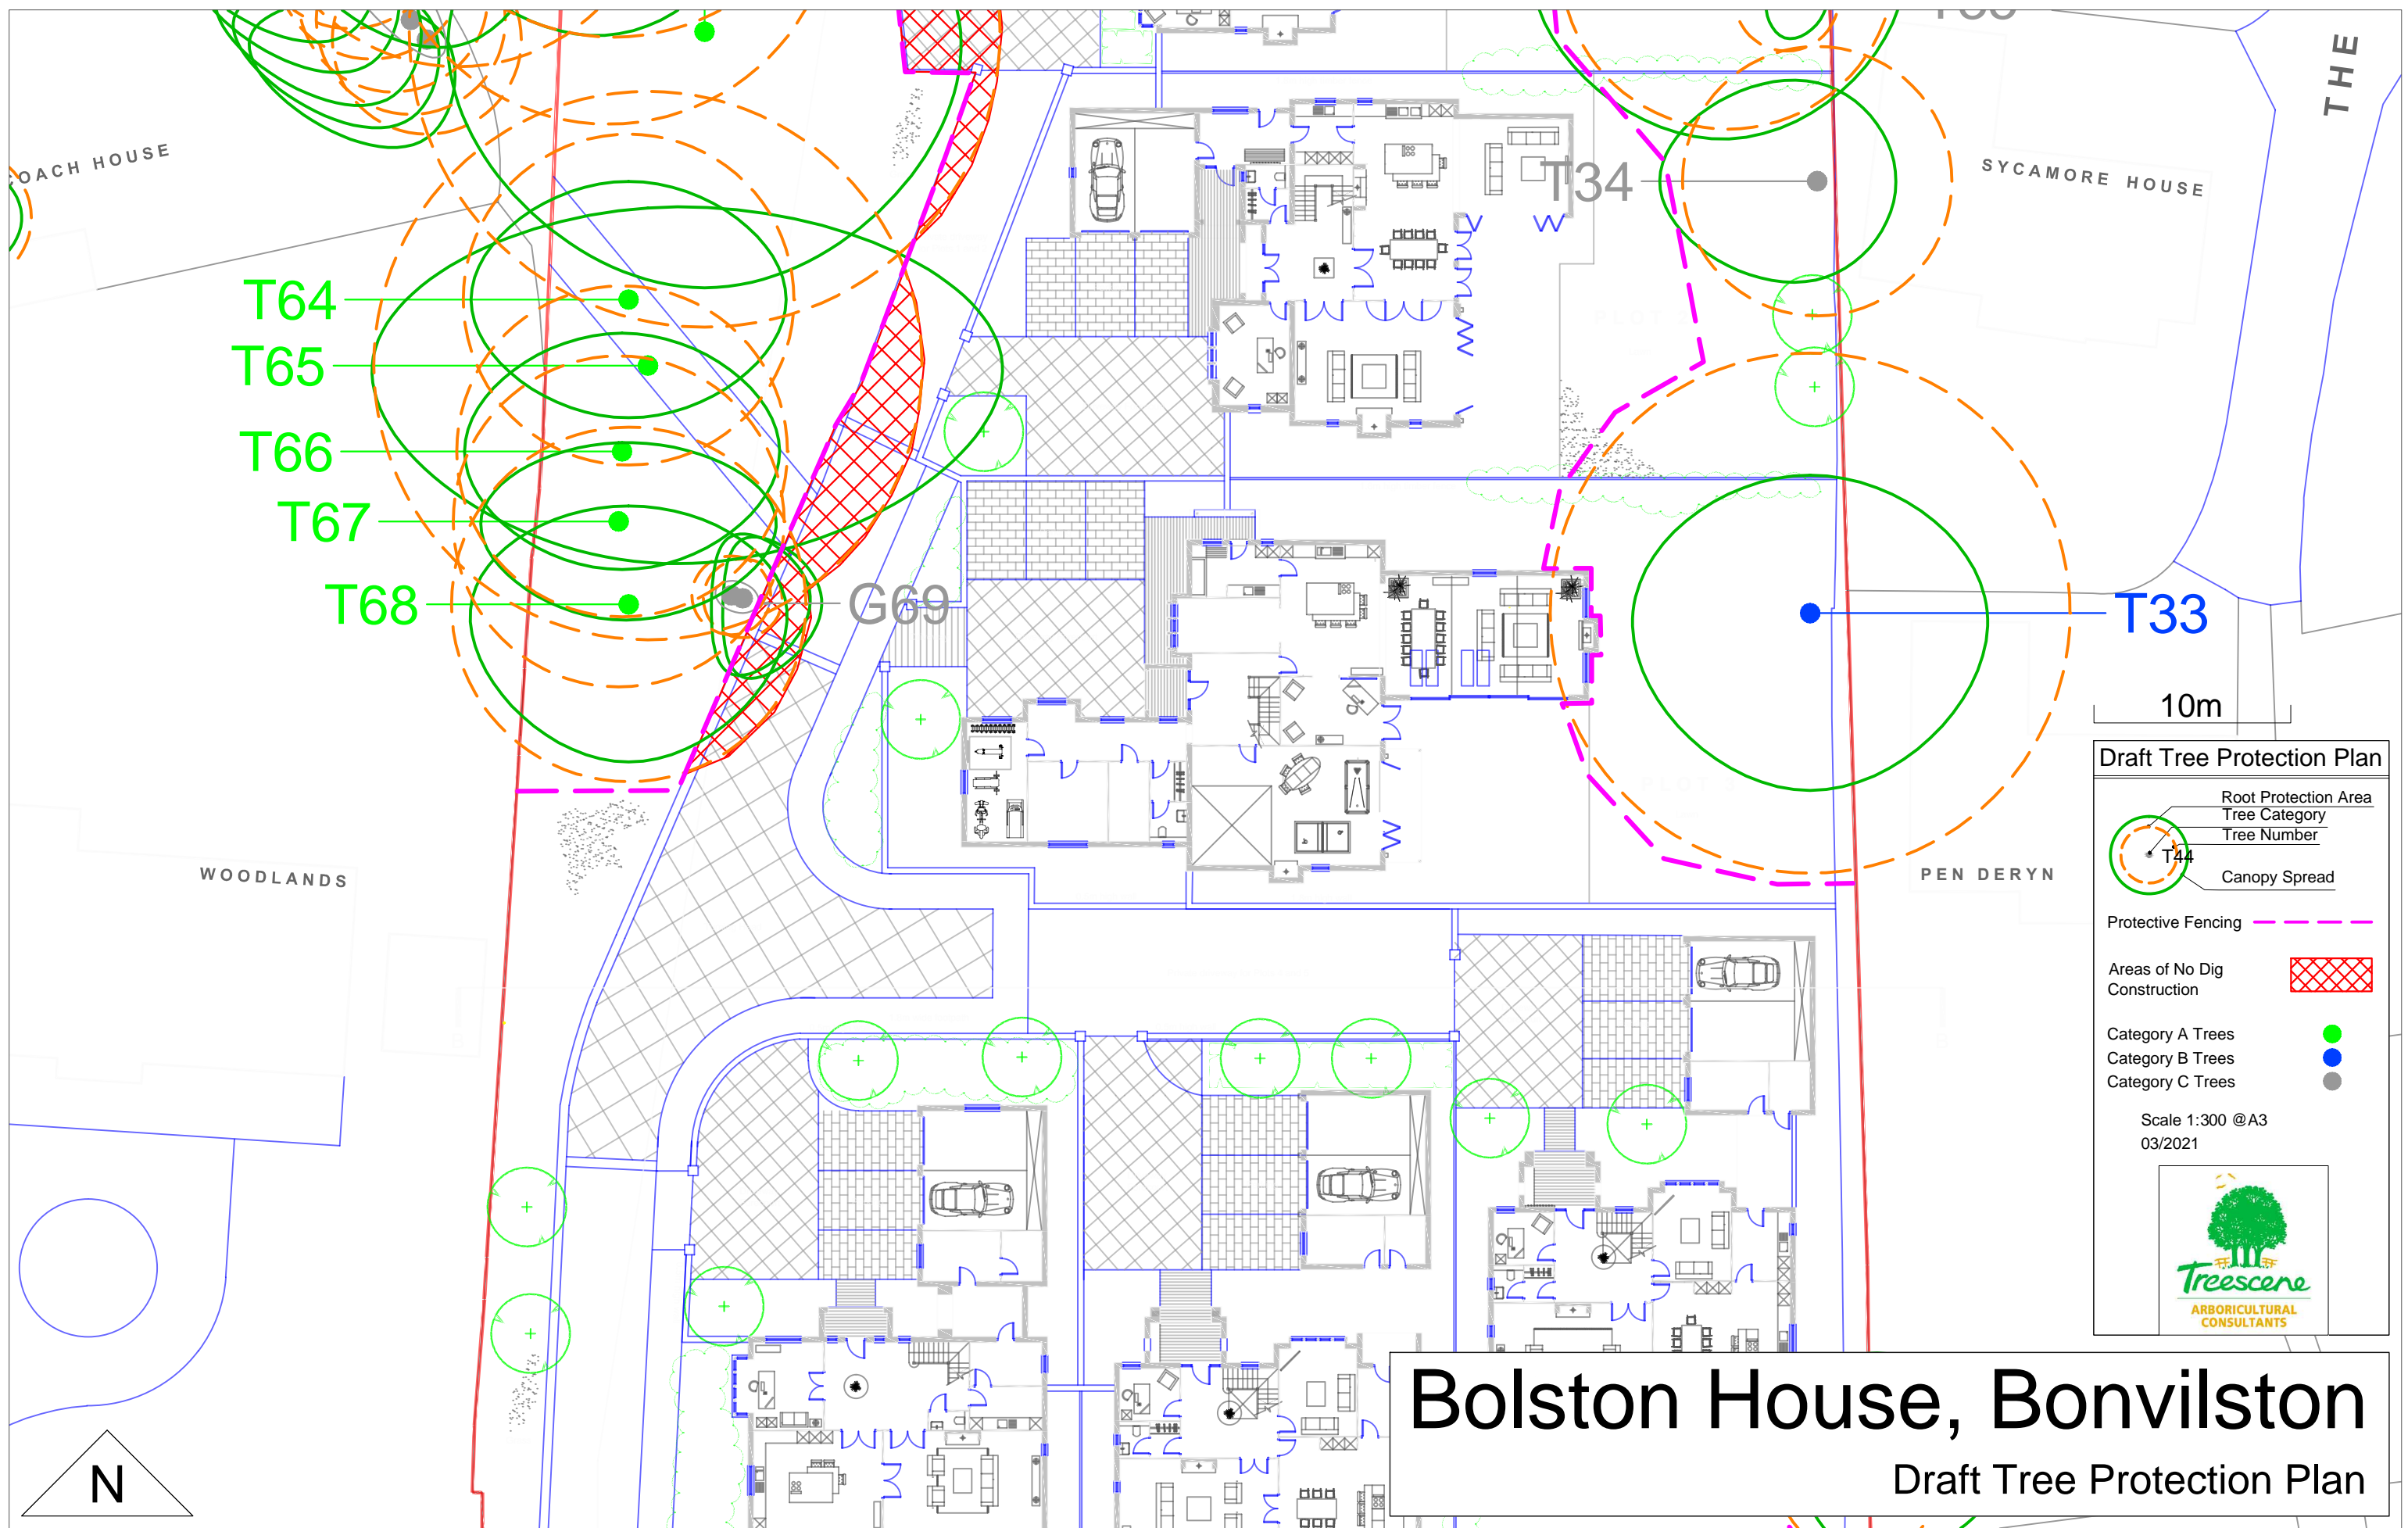 THE
COACH HOUSE
SYCAMORE HOUSE
T34
T64
T65
T66
T67
T68
G69
T33
10m
Draft Tree Protection Plan
Root Protection Area
Tree Category
Tree Number
T44
Canopy Spread
Protective Fencing
Areas of No Dig
Construction
Category A Trees
Category B Trees
Category C Trees
Scale 1:300 @A3
03/2021
Treescene
ARBORICULTURAL
CONSULTANTS
WOODLANDS
PEN DERYN
N
Bolston House, Bonvilston
Draft Tree Protection Plan